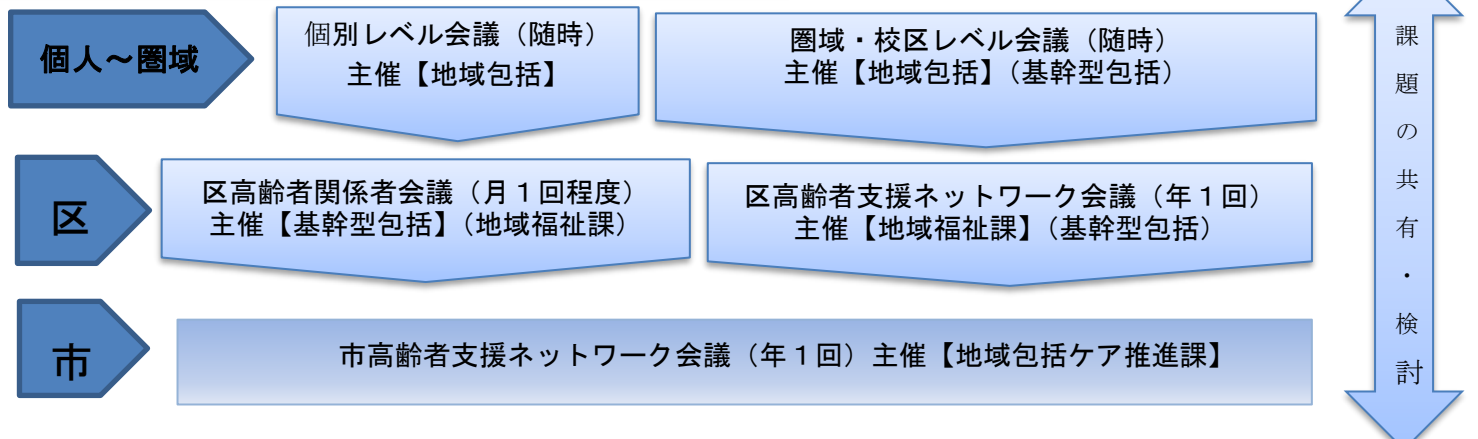 個人～圏域
個別レベル会議（随時）
主催【地域包括】
圏域・校区レベル会議（随時）
主催【地域包括】（基幹型包括）
区
区高齢者関係者会議（月１回程度）
主催【基幹型包括】（地域福祉課）
区高齢者支援ネットワーク会議（年１回）
主催【地域福祉課】（基幹型包括）
市
市高齢者支援ネットワーク会議（年１回）主催【地域包括ケア推進課】
課題の共有・検討